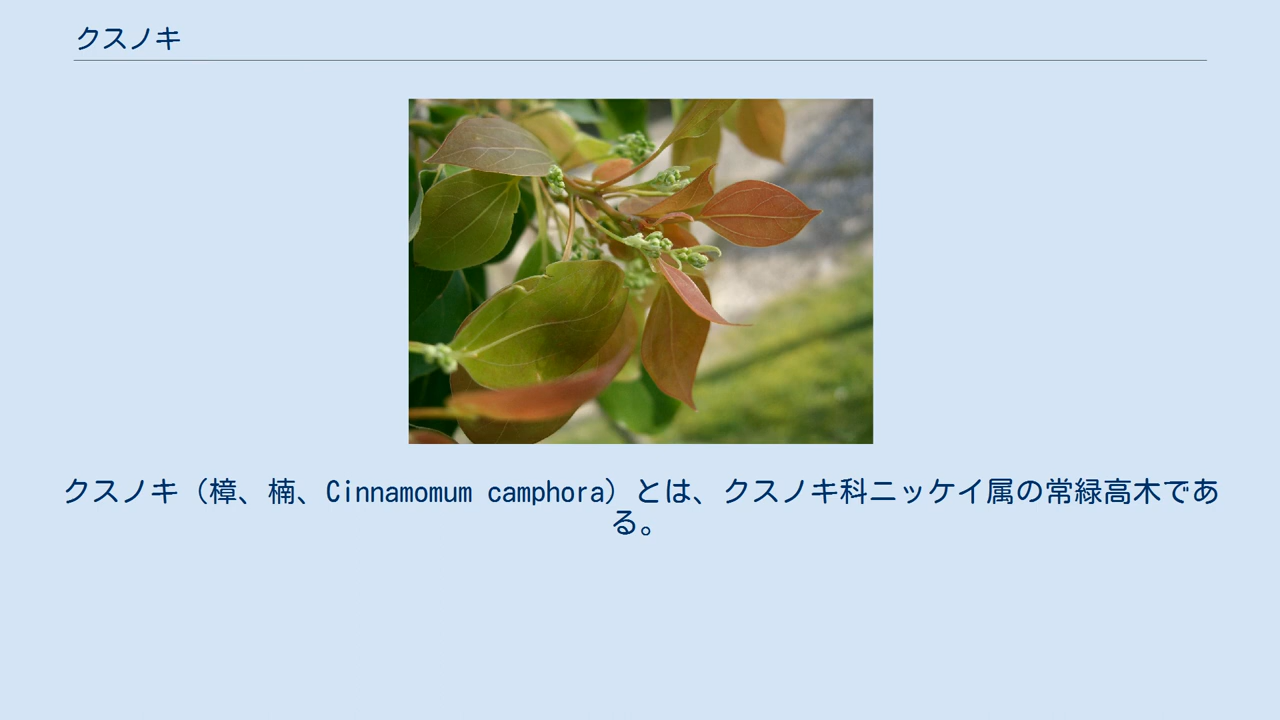 クスノキ
クスノキ（樟、楠、Cinnamomum camphora）とは、クスノキ科ニッケイ属の常緑高木であ
る。